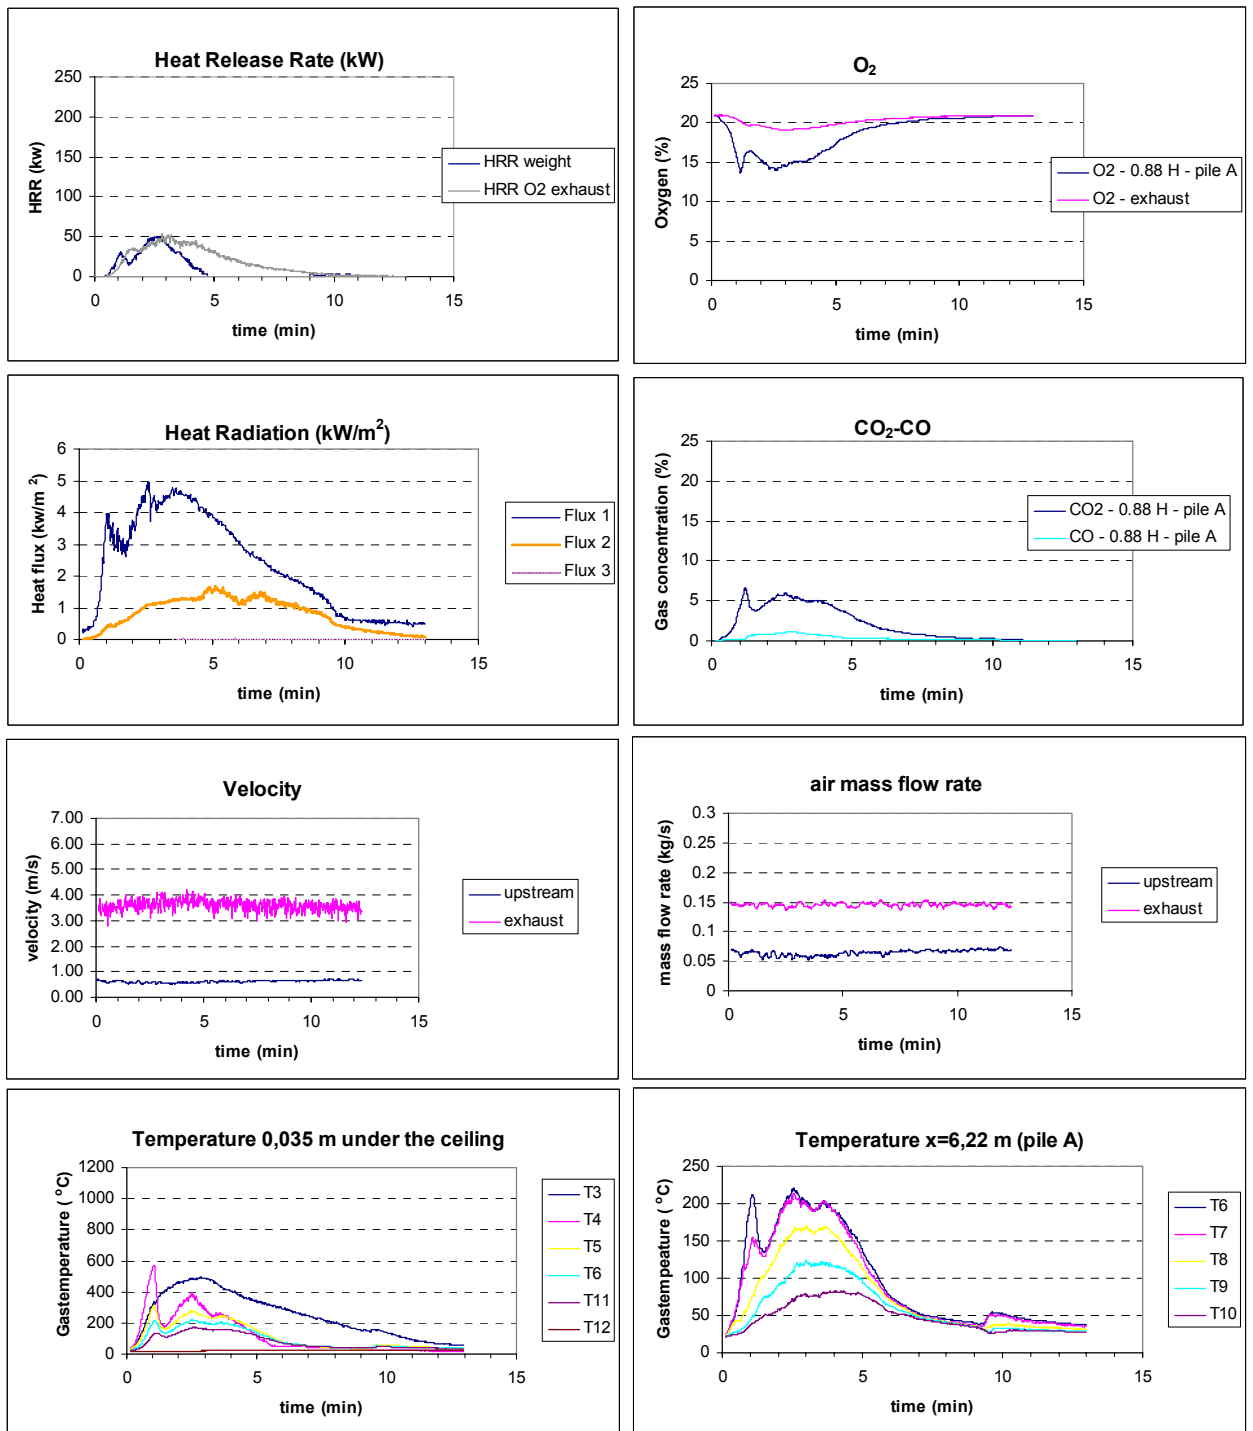 Heat Release Rate (kW)
250
200
150
100
50
0
HRR (kw)
0 5 10 15
time (min)
HRR weight
HRR O2 exhaust
O2
25
20
15
10
5
0
Oxygen (%)
0 5 10 15
time (min)
O2 - 0.88 H - pile A
O2 - exhaust
Heat Radiation (kW/m²)
6
5
4
3
2
1
0
Heat flux (kw/m ²)
0 5 10 15
time (min)
Flux 1
Flux 2
Flux 3
CO2-CO
25
20
15
10
5
0
Gas concentration (%)
0 5 10 15
time (min)
CO2 - 0.88 H - pile A
CO - 0.88 H - pile A
Velocity
7.00
6.00
5.00
4.00
3.00
2.00
1.00
0.00
velocity (m/s)
0 5 10 15
time (min)
upstream
exhaust
air mass flow rate
0.3
0.25
0.2
0.15
0.1
0.05
0
mass flow rate (kg/s)
0 5 10 15
time (min)
upstream
exhaust
Temperature 0,035 m under the ceiling
1200
1000
800
600
400
200
0
Gastemperature ( °C)
0 5 10 15
time (min)
T3
T4
T5
T6
T11
T12
Temperature x=6,22 m (pile A)
250
200
150
100
50
0
Gastempeature ( °C)
0 5 10 15
time (min)
T6
T7
T8
T9
T10